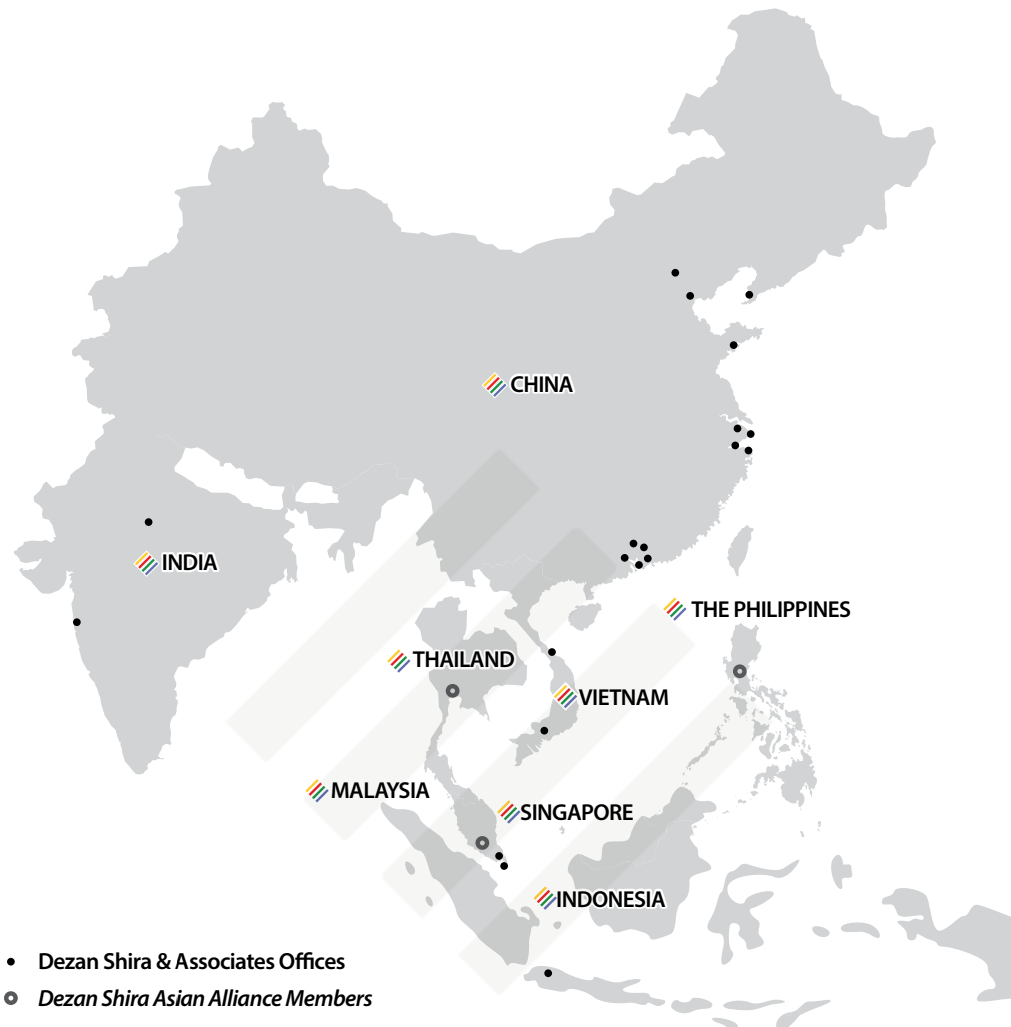 CHINA
INDIA
THE PHILIPPINES
THAILAND
VIETNAM
MALAYSIA
SINGAPORE
INDONESIA
Dezan Shira & Associates Offices
Dezan Shira Asian Alliance Members